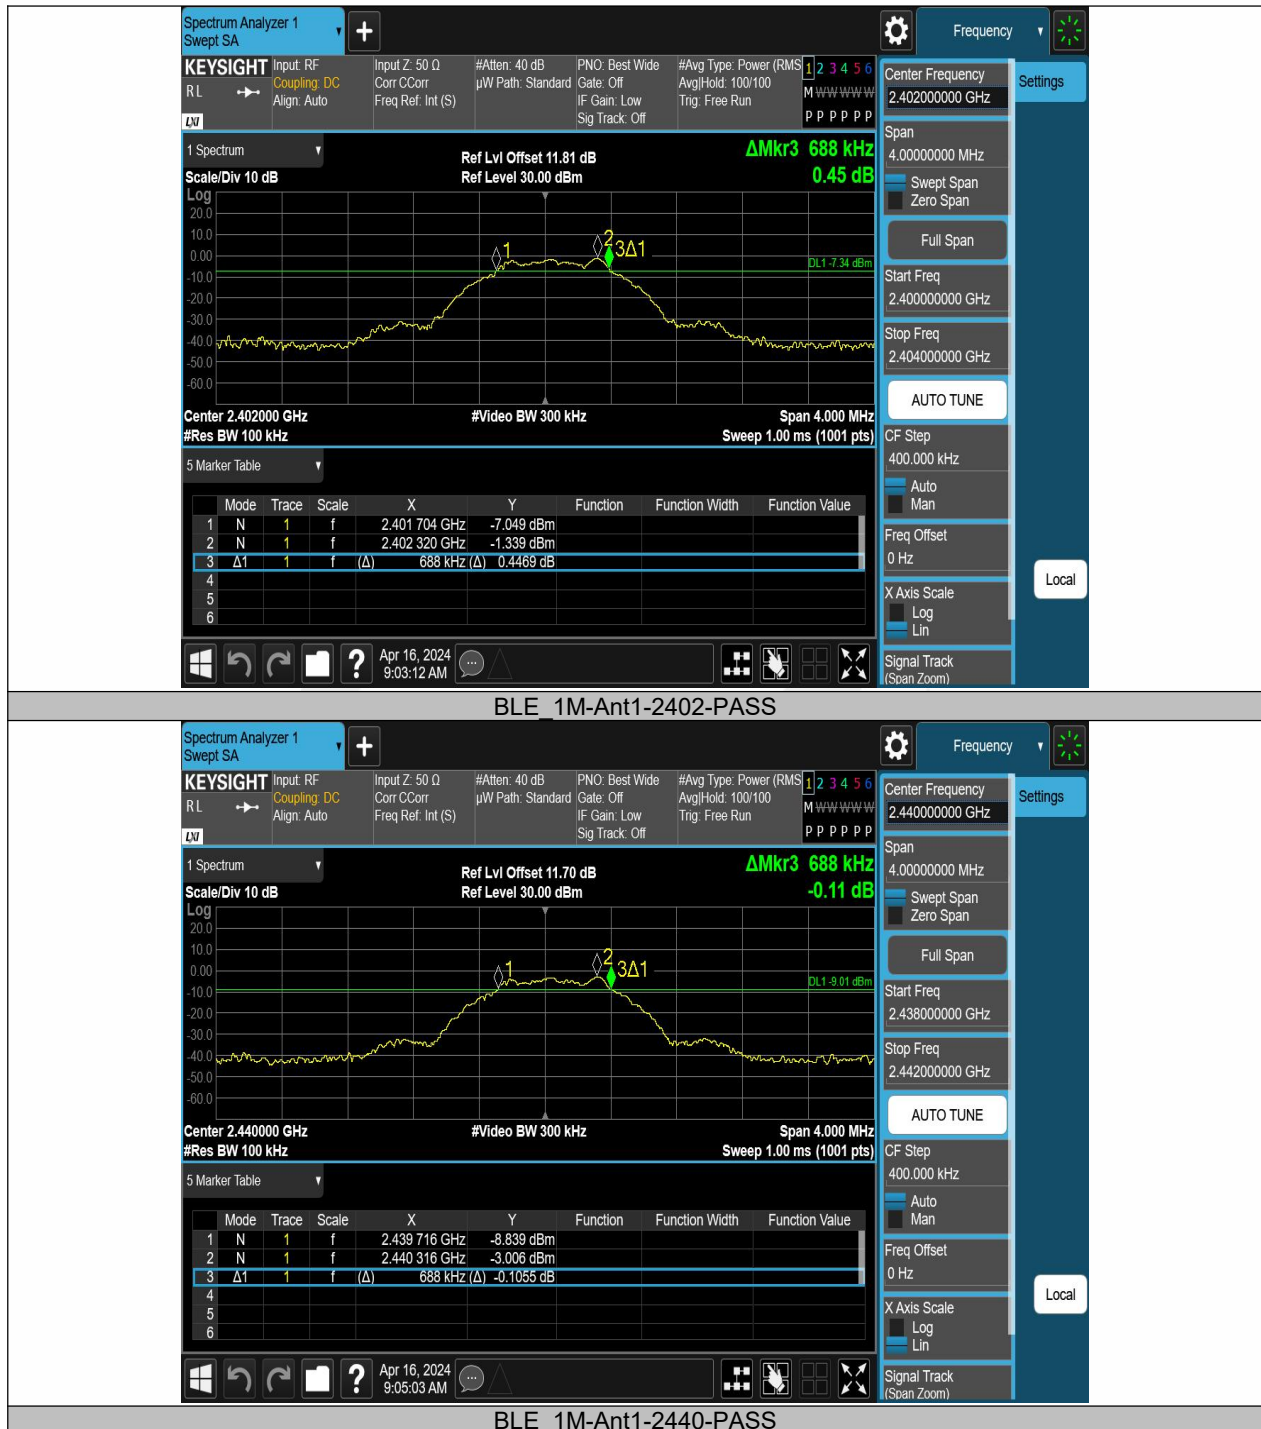 Spectrum Analyzer 1
Swept SA
+
Frequency
KEYSIGHT
RL
LXI
Input: RF
Coupling: DC
Align: Auto
Input Z: 50 Ω
Corr CCorr
Freq Ref: Int (S)
#Atten: 40 dB
µW Path: Standard
PNO: Best Wide
Gate: Off
IF Gain: Low
Sig Track: Off
#Avg Type: Power (RMS
Avg|Hold: 100/100
Trig: Free Run
1 2 3 4 5 6
M W W W W W
P P P P P P
1 Spectrum
Ref Lvl Offset 11.81 dB
ΔMkr3 688 kHz
Scale/Div 10 dB
Ref Level 30.00 dBm
0.45 dB
Log
20.0
10.0
0.00
-10.0
-20.0
-30.0
-40.0
-50.0
-60.0
1
2
3Δ1
DL1 -7.34 dBm
Center 2.402000 GHz
#Video BW 300 kHz
Span 4.000 MHz
#Res BW 100 kHz
Sweep 1.00 ms (1001 pts)
5 Marker Table
Mode Trace Scale X Y Function Function Width Function Value
1 N 1 f 2.401 704 GHz -7.049 dBm
2 N 1 f 2.402 320 GHz -1.339 dBm
3 Δ1 1 f (Δ) 688 kHz (Δ) 0.4469 dB
4
5
6
?
Apr 16, 2024
9:03:12 AM
Center Frequency
2.402000000 GHz
Settings
Span
4.00000000 MHz
Swept Span
Zero Span
Full Span
Start Freq
2.400000000 GHz
Stop Freq
2.404000000 GHz
AUTO TUNE
CF Step
400.000 kHz
Auto
Man
Freq Offset
0 Hz
Local
X Axis Scale
Log
Lin
Signal Track
(Span Zoom)
BLE_1M-Ant1-2402-PASS
Spectrum Analyzer 1
Swept SA
+
Frequency
KEYSIGHT
RL
LXI
Input: RF
Coupling: DC
Align: Auto
Input Z: 50 Ω
Corr CCorr
Freq Ref: Int (S)
#Atten: 40 dB
µW Path: Standard
PNO: Best Wide
Gate: Off
IF Gain: Low
Sig Track: Off
#Avg Type: Power (RMS
Avg|Hold: 100/100
Trig: Free Run
1 2 3 4 5 6
M W W W W W
P P P P P P
1 Spectrum
Ref Lvl Offset 11.70 dB
ΔMkr3 688 kHz
Scale/Div 10 dB
Ref Level 30.00 dBm
-0.11 dB
Log
20.0
10.0
0.00
-10.0
-20.0
-30.0
-40.0
-50.0
-60.0
1
2
3Δ1
DL1 -9.01 dBm
Center 2.440000 GHz
#Video BW 300 kHz
Span 4.000 MHz
#Res BW 100 kHz
Sweep 1.00 ms (1001 pts)
5 Marker Table
Mode Trace Scale X Y Function Function Width Function Value
1 N 1 f 2.439 716 GHz -8.839 dBm
2 N 1 f 2.440 316 GHz -3.006 dBm
3 Δ1 1 f (Δ) 688 kHz (Δ) -0.1055 dB
4
5
6
?
Apr 16, 2024
9:05:03 AM
Center Frequency
2.440000000 GHz
Settings
Span
4.00000000 MHz
Swept Span
Zero Span
Full Span
Start Freq
2.438000000 GHz
Stop Freq
2.442000000 GHz
AUTO TUNE
CF Step
400.000 kHz
Auto
Man
Freq Offset
0 Hz
Local
X Axis Scale
Log
Lin
Signal Track
(Span Zoom)
BLE_1M-Ant1-2440-PASS